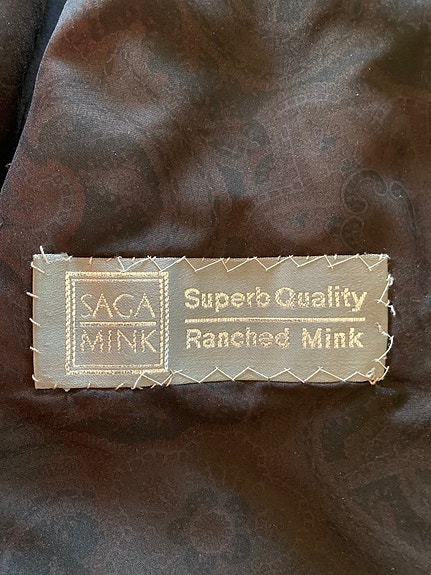 SAGA
MINK
Superb Quality
Ranched Mink